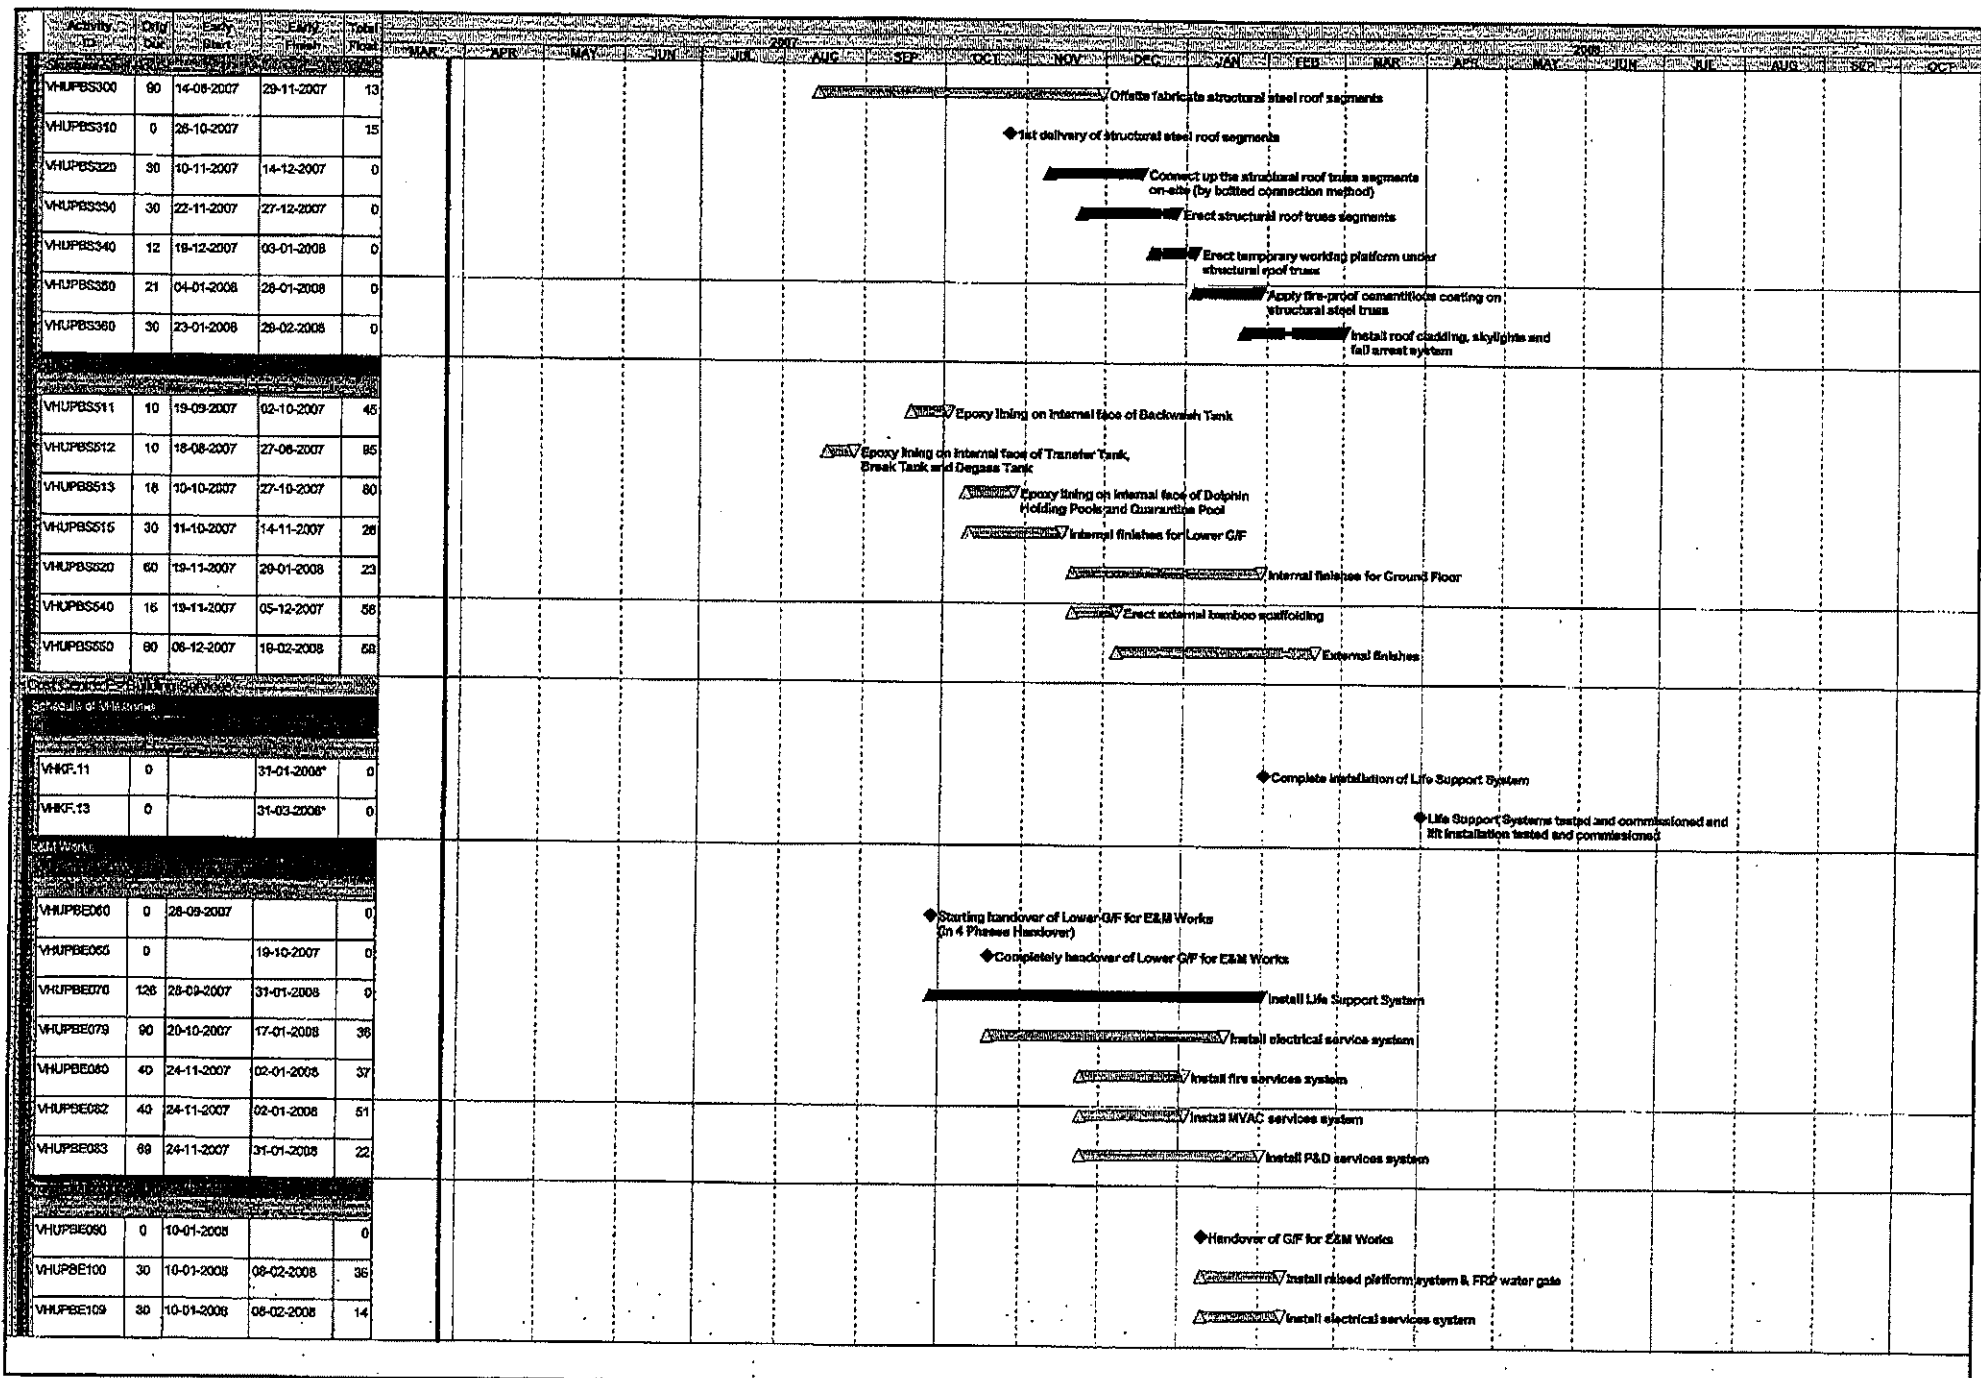 Activity ID Orig Dur Early Start Early Finish Total Float
2007
MAR APR MAY JUN JUL AUG SEP OCT NOV DEC JAN FEB MAR APR MAY JUN JUL AUG SEP OCT
VHUPBS300 90 14-08-2007 29-11-2007 13 Offsite fabricate structural steel roof segments
VHUPBS310 0 26-10-2007 15 1st delivery of structural steel roof segments
VHUPBS320 30 10-11-2007 14-12-2007 0 Connect up the structural roof truss segments
on-site (by bolted connection method)
VHUPBS330 30 22-11-2007 27-12-2007 0 Erect structural roof truss segments
VHUPBS340 12 19-12-2007 03-01-2008 0 Erect temporary working platform under
structural roof truss
VHUPBS350 21 04-01-2008 28-01-2008 0 Apply fire-proof cementitious coating on
structural steel truss
VHUPBS360 30 23-01-2008 29-02-2008 0 Install roof cladding, skylights and
fall arrest system
VHUPBS511 10 19-09-2007 02-10-2007 45 Epoxy lining on internal face of Backwash Tank
VHUPBS512 10 27-08-2007 Epoxy lining on internal face of Transfer Tank,
Break Tank and Degass Tank
VHUPBS513 10-10-2007 27-10-2007 Epoxy lining on internal face of Dolphin
Holding Pools and Quarantine Pool
VHUPBS515 30 11-10-2007 14-11-2007 Internal finishes for Lower G/F
VHUPBS520 60 19-11-2007 23 Internal finishes for Ground Floor
VHUPBS540 19-11-2007 05-12-2007 Erect external bamboo scaffolding
VHUPBS550 06-12-2007 External finishes
Building Services
Schedule of Milestones
VHKF.11 0 31-01-2008* 0 Complete installation of Life Support System
VHKF.13 0 31-03-2008* 0 Life Support Systems tested and commissioned and
lift installation tested and commissioned
E&M Works
VHUPBE060 0 28-09-2007 0 Starting handover of Lower G/F for E&M Works
(in 4 Phases Handover)
VHUPBE065 0 19-10-2007 0 Completely handover of Lower G/F for E&M Works
VHUPBE070 126 28-09-2007 31-01-2008 0 Install Life Support System
VHUPBE079 90 20-10-2007 17-01-2008 Install electrical service system
VHUPBE080 40 24-11-2007 02-01-2008 37 Install fire services system
VHUPBE082 40 24-11-2007 02-01-2008 51 Install MVAC services system
VHUPBE083 69 24-11-2007 31-01-2008 22 Install P&D services system
VHUPBE090 0 10-01-2008 0 Handover of G/F for E&M Works
VHUPBE100 30 10-01-2008 08-02-2008 Install raised platform system & FRP water gate
VHUPBE109 30 10-01-2008 08-02-2008 14 Install electrical services system